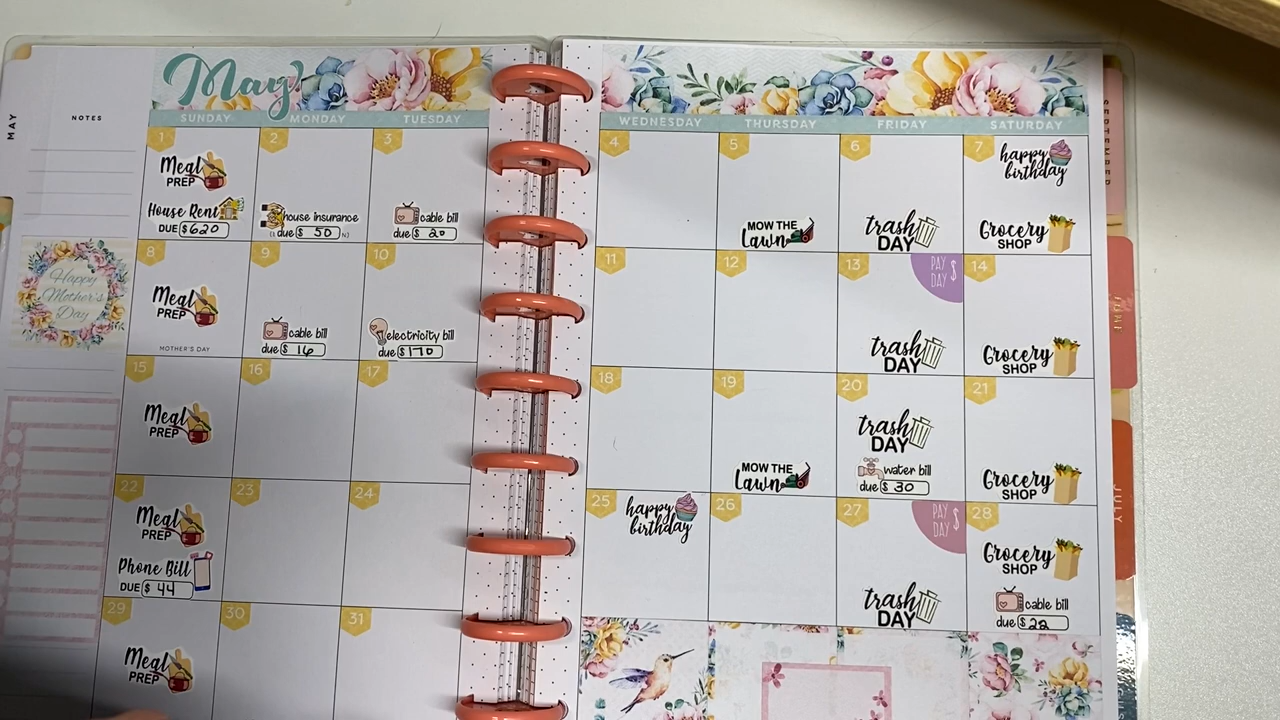 MAY
NOTES
May
SUNDAY MONDAY TUESDAY
WEDNESDAY THURSDAY FRIDAY SATURDAY
1
Meal
PREP
House Rent
DUE $620
2
house insurance
due $ 50
3
cable bill
due $ 20
4
5
MOW THE
Lawn
6
trash
DAY
7
happy
birthday
Grocery
SHOP
Happy
Mother's
Day
8
Meal
PREP
MOTHER'S DAY
9
cable bill
due $ 16
10
electricity bill
due $170
11
12
13
PAY
DAY $
trash
DAY
14
Grocery
SHOP
15
Meal
PREP
16
17
18
19
MOW THE
Lawn
20
trash
DAY
water bill
due $ 30
21
Grocery
SHOP
22
Meal
PREP
Phone Bill
DUE $ 44
23
24
25
happy
birthday
26
27
PAY
DAY $
trash
DAY
28
Grocery
SHOP
cable bill
due $ 22
29
Meal
PREP
30
31
SEPTEMBER
JUNE
JULY